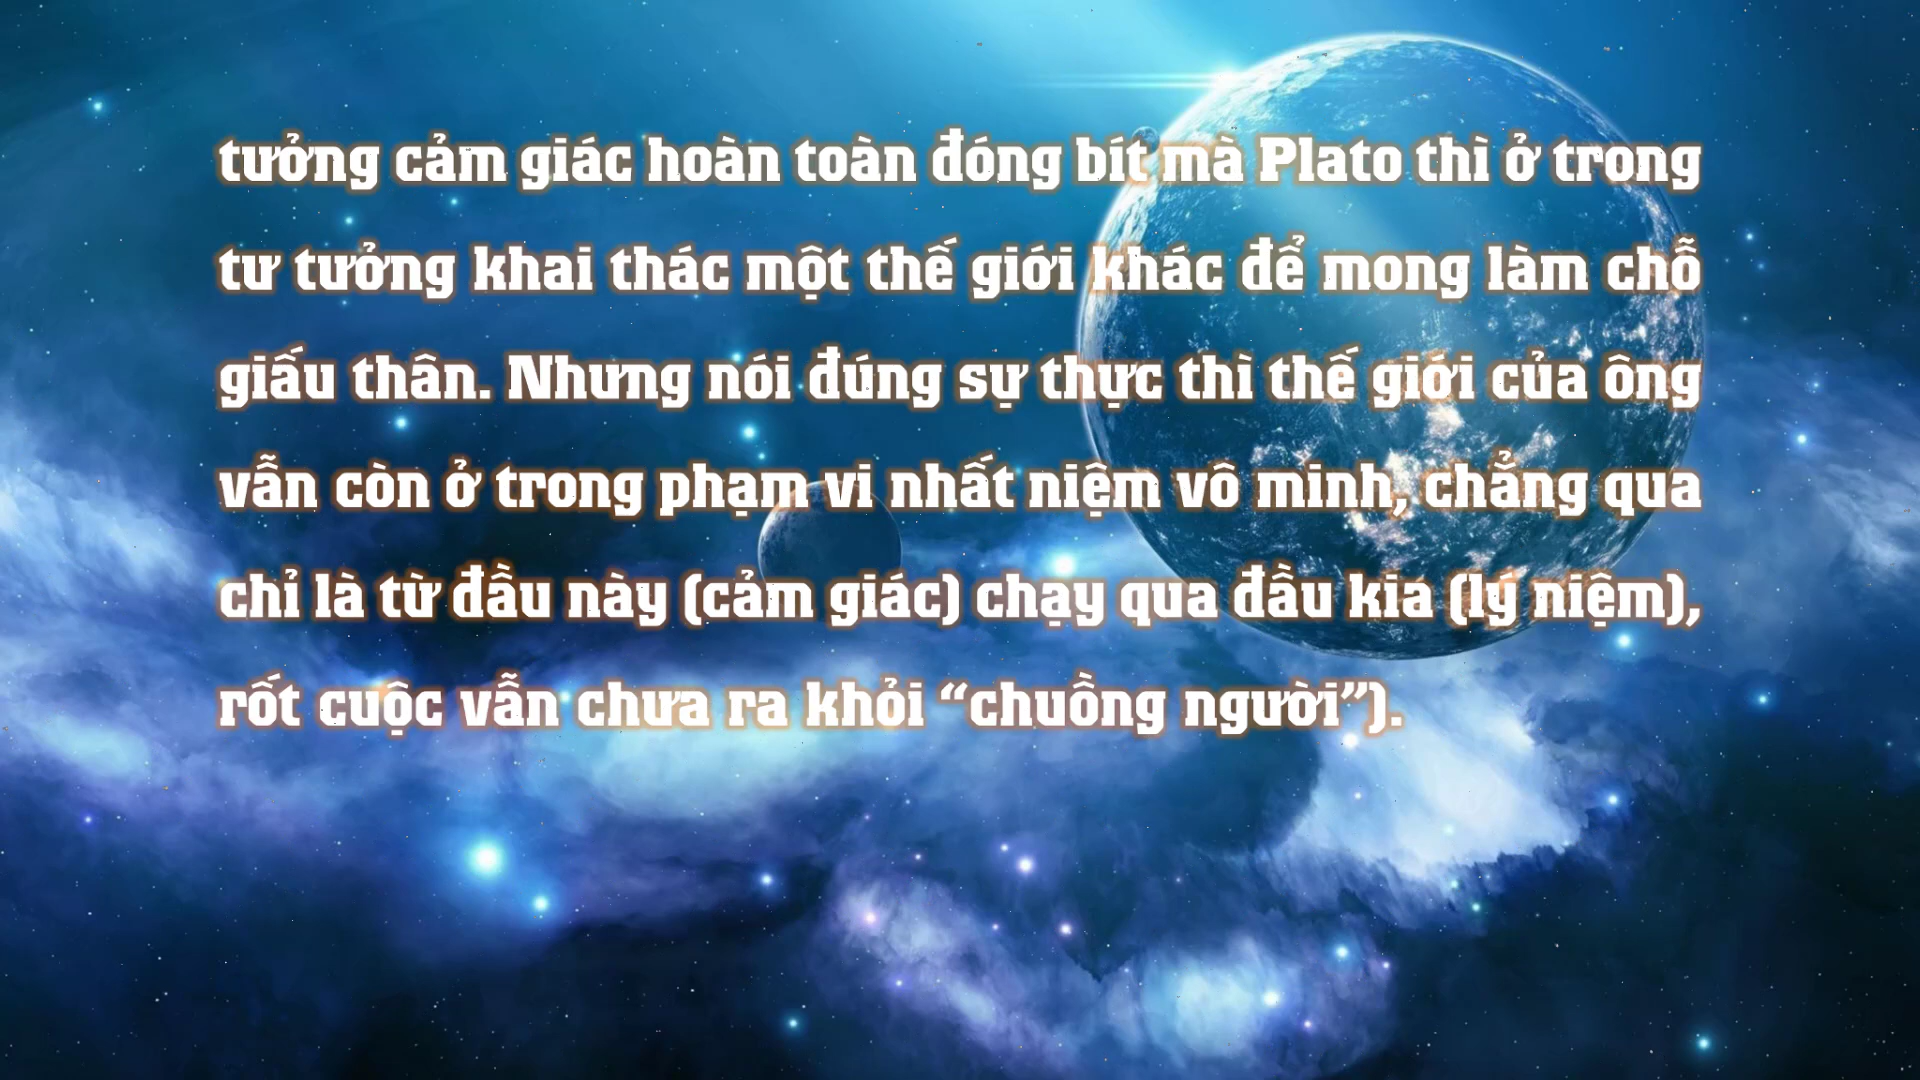 tưởng cảm giác hoàn toàn đóng bít mà Plato thì ở trong
tư tưởng khai thác một thế giới khác để mong làm chỗ
giấu thân. Nhưng nói đúng sự thực thì thế giới của ông
vẫn còn ở trong phạm vi nhất niệm vô minh, chẳng qua
chỉ là từ đầu này (cảm giác) chạy qua đầu kia (lý niệm),
rốt cuộc vẫn chưa ra khỏi “chuồng người”).